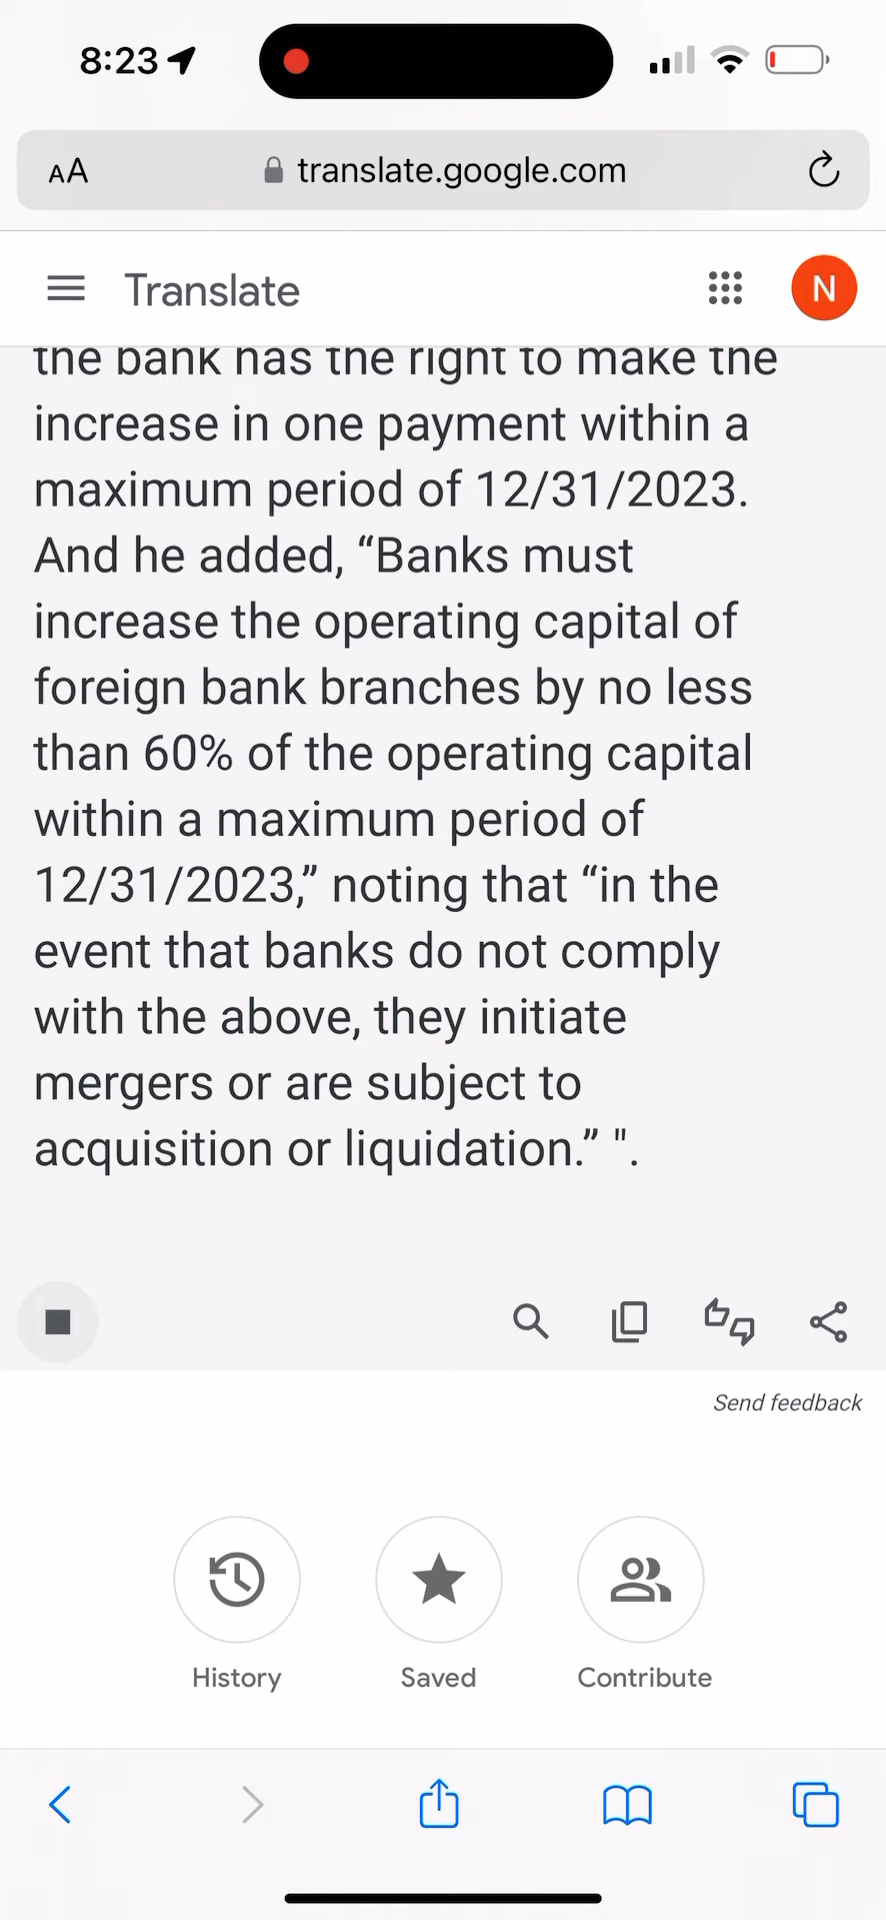 8:23
AA translate.google.com
Translate N
the bank has the right to make the
increase in one payment within a
maximum period of 12/31/2023.
And he added, “Banks must
increase the operating capital of
foreign bank branches by no less
than 60% of the operating capital
within a maximum period of
12/31/2023,” noting that “in the
event that banks do not comply
with the above, they initiate
mergers or are subject to
acquisition or liquidation.” ".
Send feedback
History Saved Contribute